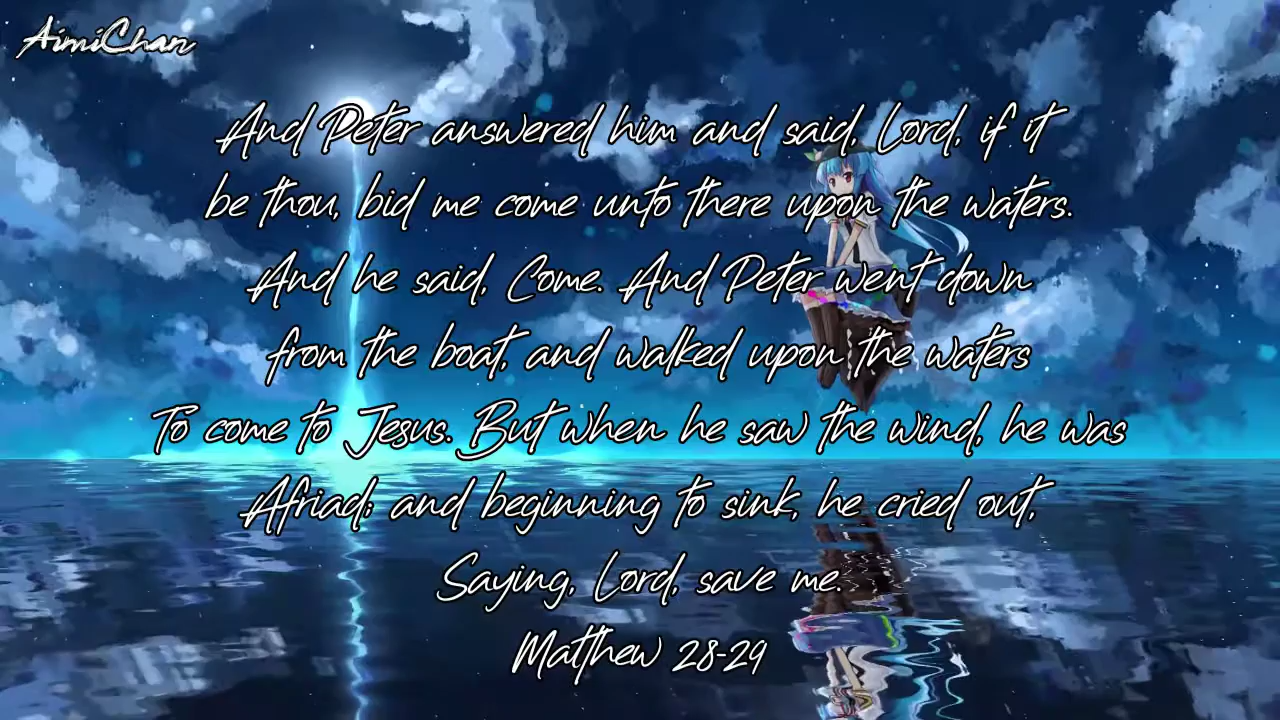 AimiChan
And Peter answered him and said, Lord, if it
be thou, bid me come unto there upon the waters.
And he said, Come. And Peter went down
from the boat, and walked upon the waters
To come to Jesus. But when he saw the wind, he was
Afriad; and beginning to sink, he cried out,
Saying, Lord, save me.
Matthew 28-29